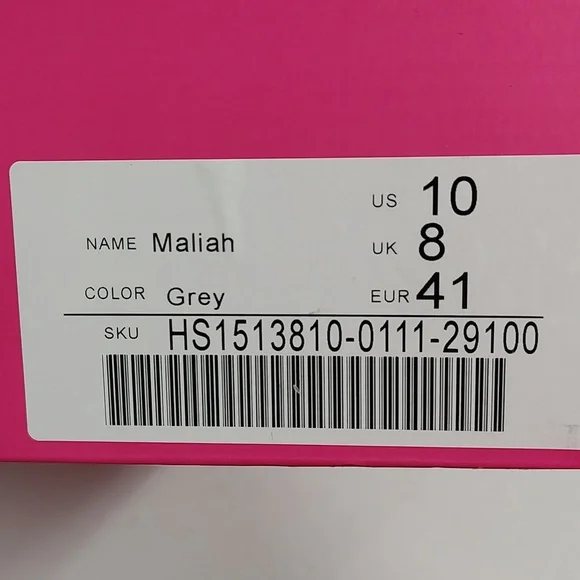 US 10
NAME Maliah UK 8
COLOR Grey EUR 41
SKU HS1513810-0111-29100